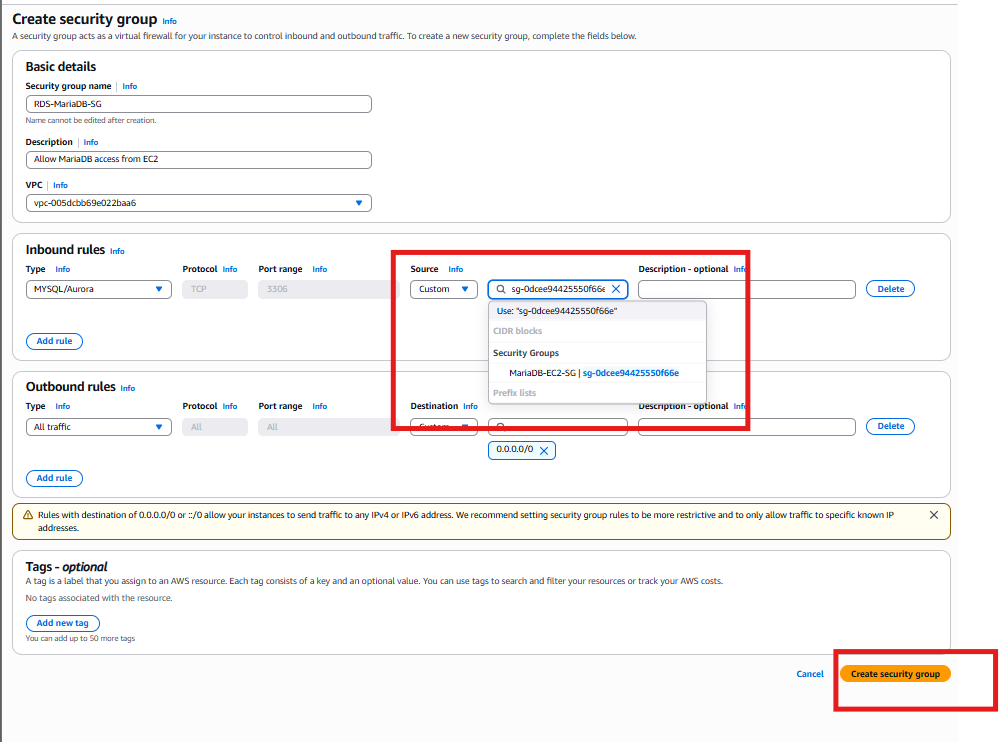 Create security group Info
A security group acts as a virtual firewall for your instance to control inbound and outbound traffic. To create a new security group, complete the fields below.
Basic details
Security group name Info
RDS-MariaDB-SG
Name cannot be edited after creation.
Description Info
Allow MariaDB access from EC2
VPC Info
vpc-005dcbb69e022baa6
Inbound rules Info
Type Info Protocol Info Port range Info Source Info Description - optional Info
MYSQL/Aurora TCP 3306 Custom sg-0dcee94425550f66e Delete
Use: "sg-0dcee94425550f66e"
CIDR blocks
Security Groups
MariaDB-EC2-SG | sg-0dcee94425550f66e
Prefix lists
Add rule
Outbound rules Info
Type Info Protocol Info Port range Info Destination Info Description - optional Info
All traffic All All Custom Delete
0.0.0.0/0
Add rule
Rules with destination of 0.0.0.0/0 or ::/0 allow your instances to send traffic to any IPv4 or IPv6 address. We recommend setting security group rules to be more restrictive and to only allow traffic to specific known IP
addresses.
Tags - optional
A tag is a label that you assign to an AWS resource. Each tag consists of a key and an optional value. You can use tags to search and filter your resources or track your AWS costs.
No tags associated with the resource.
Add new tag
You can add up to 50 more tags
Cancel Create security group